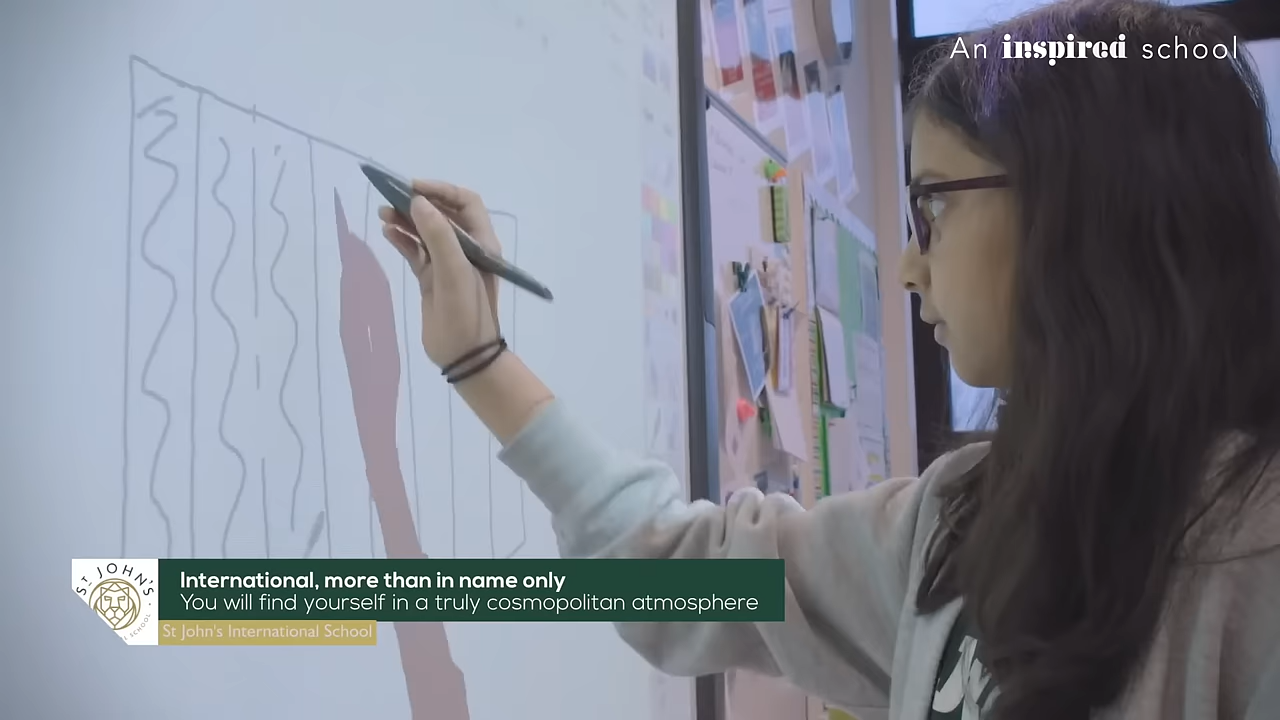 An inspired school
International, more than in name only
You will find yourself in a truly cosmopolitan atmosphere
ST. JOHN'S
SCHOOL
St John's International School